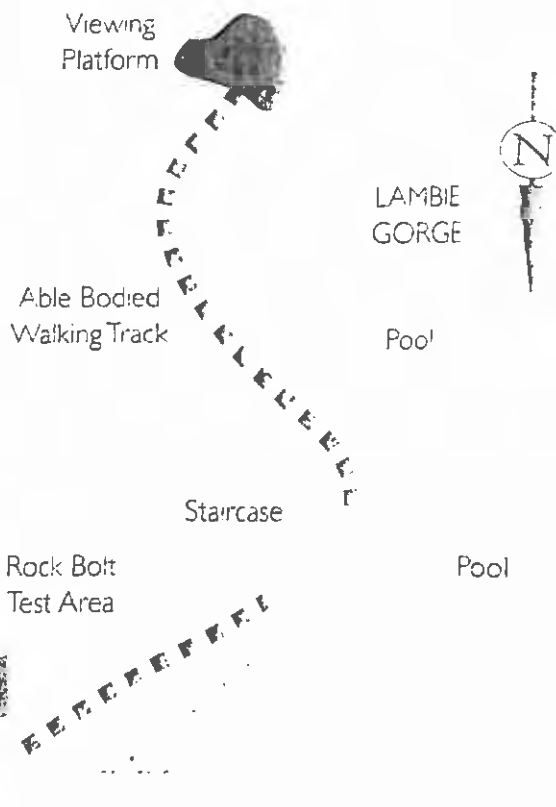 Viewing
Platform
N
LAMBIE
GORGE
Able Bodied
Walking Track
Pool
Staircase
Rock Bolt
Test Area
Pool